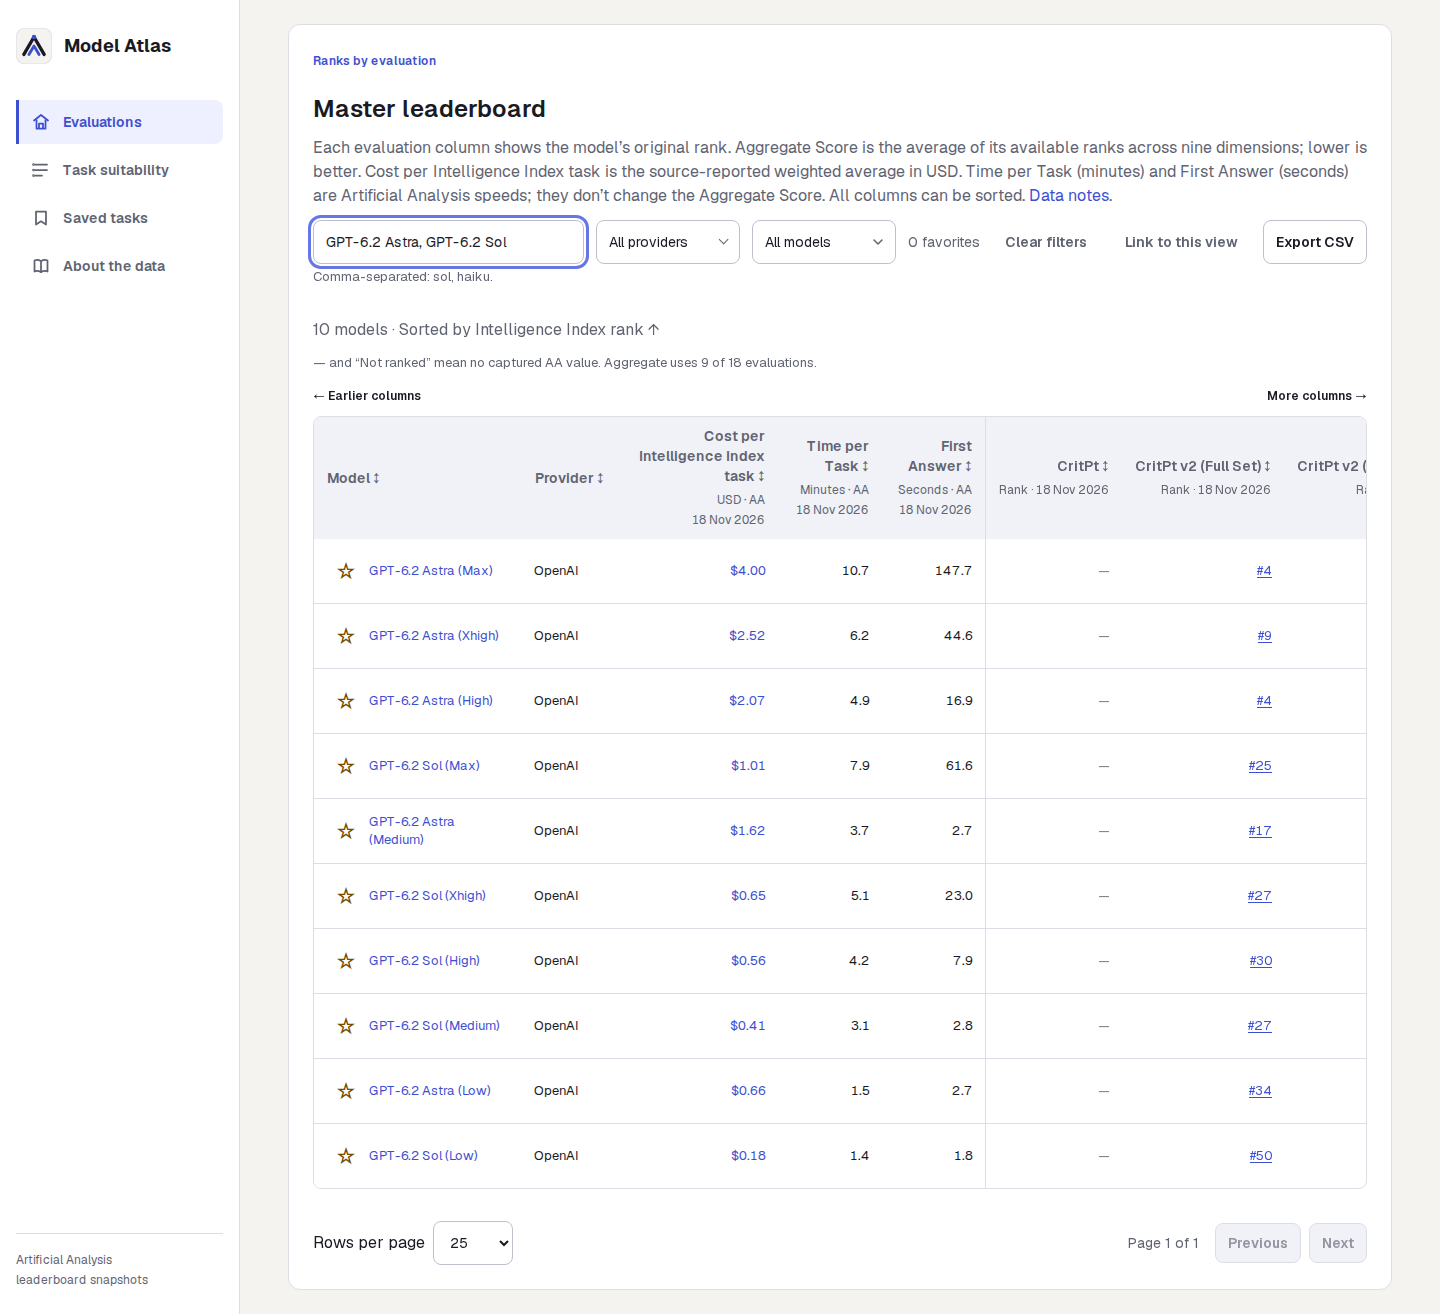 Model Atlas
Evaluations
Task suitability
Saved tasks
About the data
Artificial Analysis
leaderboard snapshots
Ranks by evaluation
Master leaderboard
Each evaluation column shows the model’s original rank. Aggregate Score is the average of its available ranks across nine dimensions; lower is
better. Cost per Intelligence Index task is the source-reported weighted average in USD. Time per Task (minutes) and First Answer (seconds)
are Artificial Analysis speeds; they don’t change the Aggregate Score. All columns can be sorted. Data notes.
GPT-6.2 Astra, GPT-6.2 Sol All providers All models 0 favorites Clear filters Link to this view Export CSV
Comma-separated: sol, haiku.
10 models · Sorted by Intelligence Index rank ↑
— and “Not ranked” mean no captured AA value. Aggregate uses 9 of 18 evaluations.
← Earlier columns More columns →
Model ↕ Provider ↕ Cost per Intelligence Index task ↕ USD · AA 18 Nov 2026 Time per Task ↕ Minutes · AA 18 Nov 2026 First Answer ↕ Seconds · AA 18 Nov 2026 CritPt ↕ Rank · 18 Nov 2026 CritPt v2 (Full Set) ↕ Rank · 18 Nov 2026 CritPt v2 (
GPT-6.2 Astra (Max) OpenAI $4.00 10.7 147.7 — #4
GPT-6.2 Astra (Xhigh) OpenAI $2.52 6.2 44.6 — #9
GPT-6.2 Astra (High) OpenAI $2.07 4.9 16.9 — #4
GPT-6.2 Sol (Max) OpenAI $1.01 7.9 61.6 — #25
GPT-6.2 Astra (Medium) OpenAI $1.62 3.7 2.7 — #17
GPT-6.2 Sol (Xhigh) OpenAI $0.65 5.1 23.0 — #27
GPT-6.2 Sol (High) OpenAI $0.56 4.2 7.9 — #30
GPT-6.2 Sol (Medium) OpenAI $0.41 3.1 2.8 — #27
GPT-6.2 Astra (Low) OpenAI $0.66 1.5 2.7 — #34
GPT-6.2 Sol (Low) OpenAI $0.18 1.4 1.8 — #50
Rows per page 25 Page 1 of 1 Previous Next